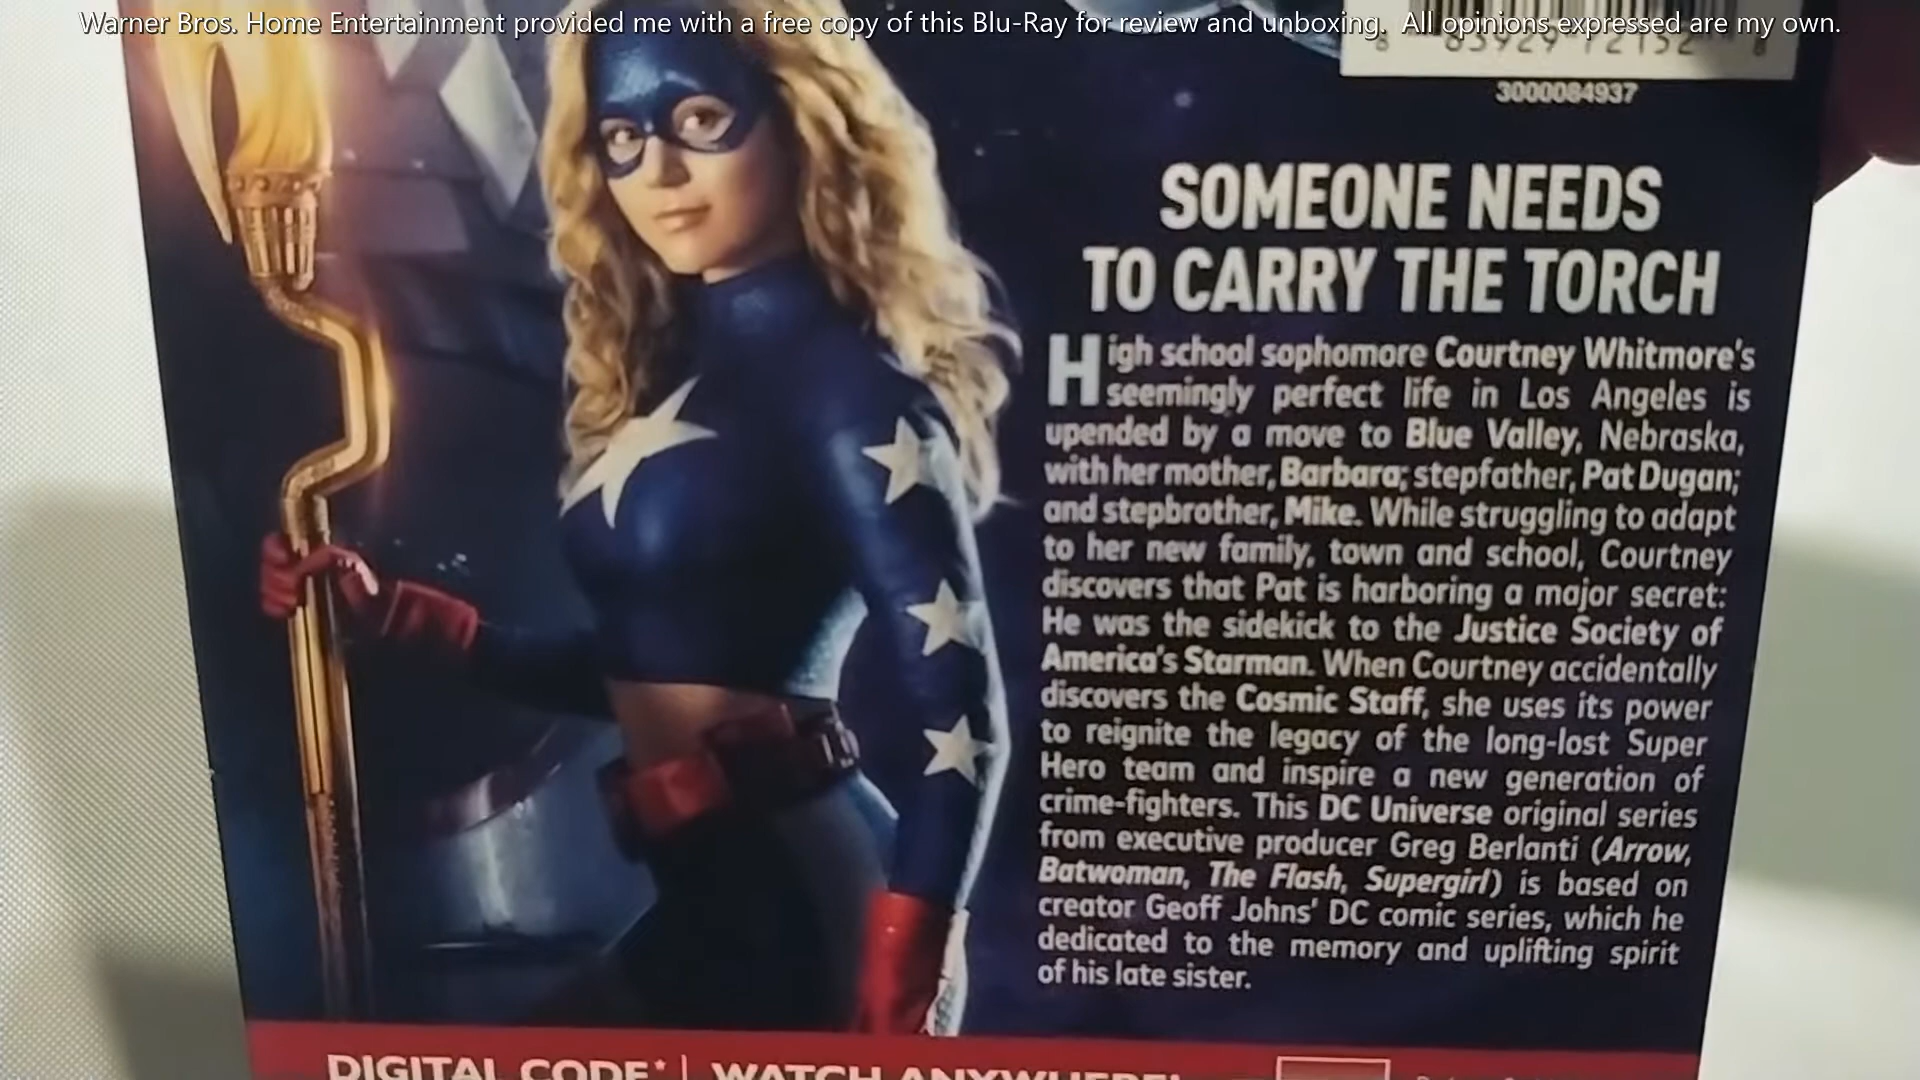 Warner Bros. Home Entertainment provided me with a free copy of this Blu-Ray for review and unboxing.  All opinions expressed are my own.
3000084937
SOMEONE NEEDS
TO CARRY THE TORCH
High school sophomore Courtney Whitmore's
seemingly perfect life in Los Angeles is
upended by a move to Blue Valley, Nebraska,
with her mother, Barbara; stepfather, Pat Dugan;
and stepbrother, Mike. While struggling to adapt
to her new family, town and school, Courtney
discovers that Pat is harboring a major secret:
He was the sidekick to the Justice Society of
America's Starman. When Courtney accidentally
discovers the Cosmic Staff, she uses its power
to reignite the legacy of the long-lost Super
Hero team and inspire a new generation of
crime-fighters. This DC Universe original series
from executive producer Greg Berlanti (Arrow,
Batwoman, The Flash, Supergirl) is based on
creator Geoff Johns' DC comic series, which he
dedicated to the memory and uplifting spirit
of his late sister.
DIGITAL CODE* | WATCH ANYWHERE!